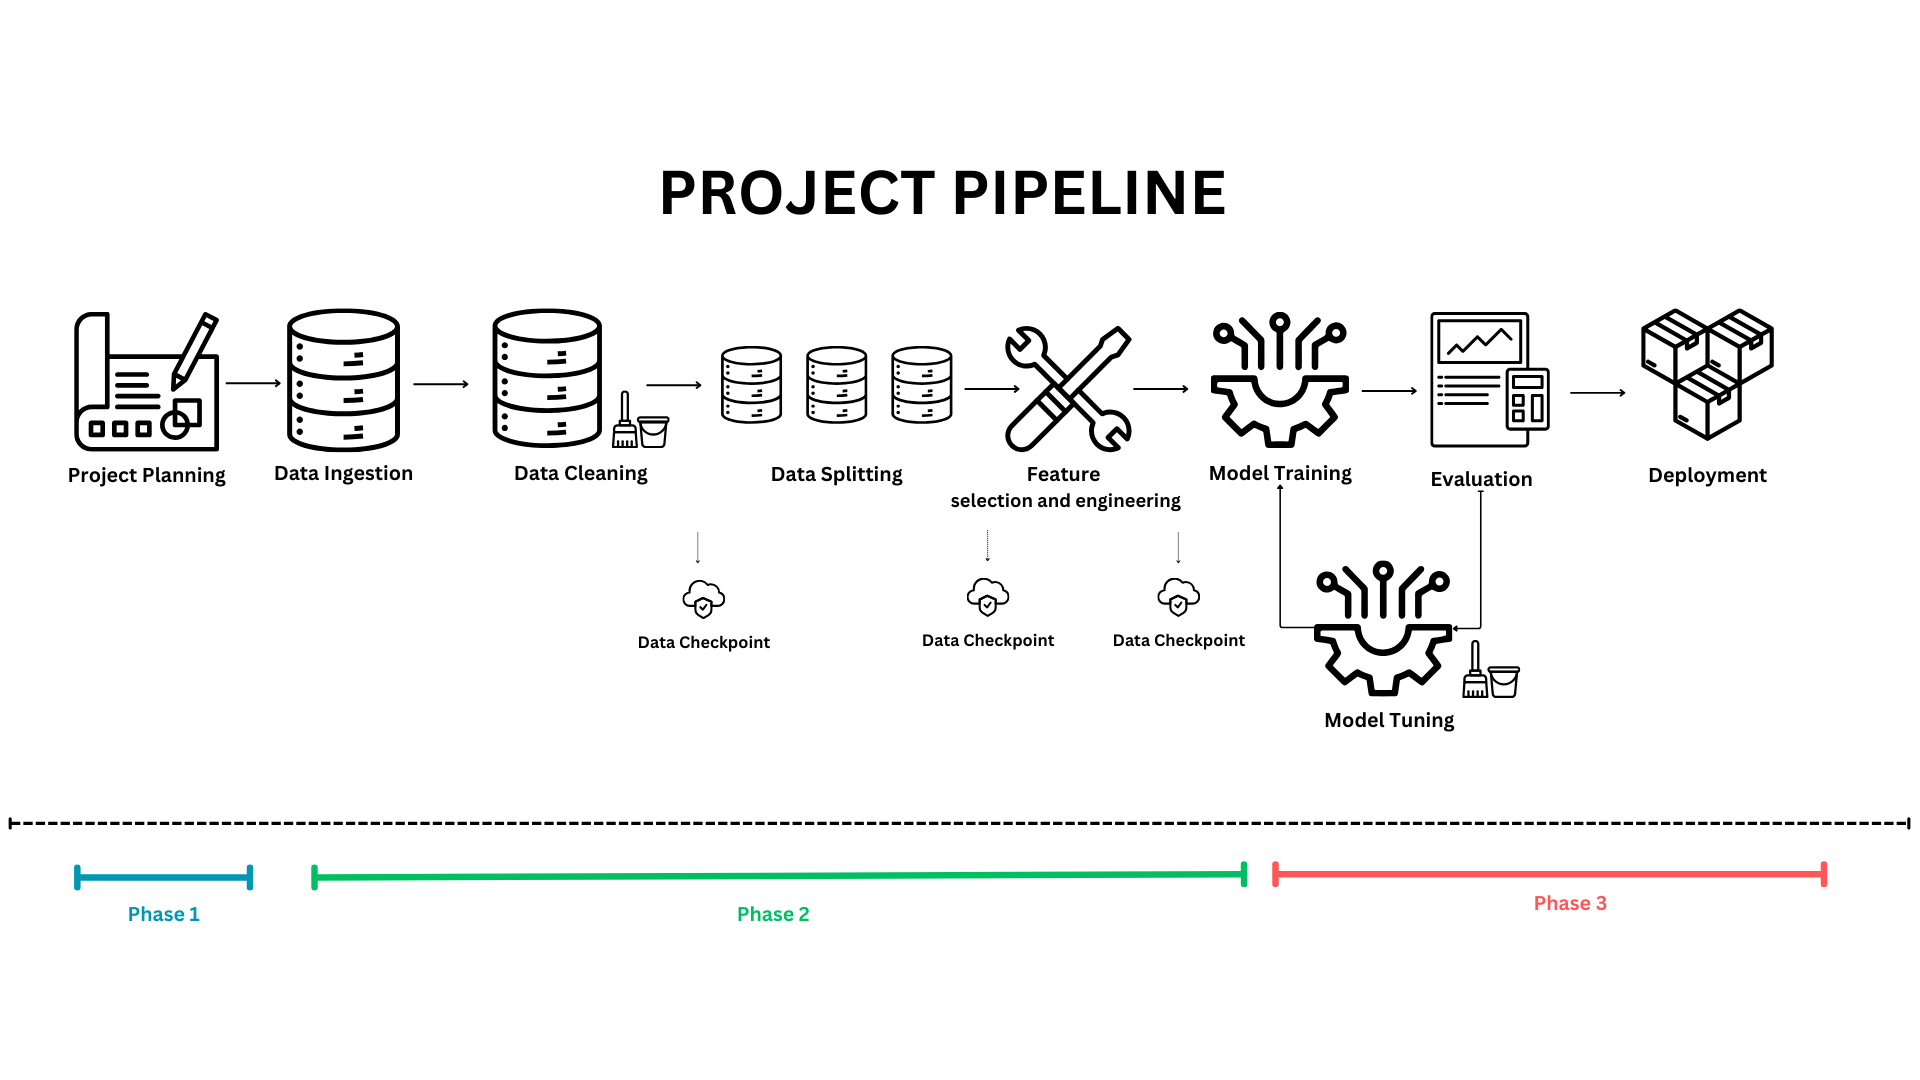 PROJECT PIPELINE
Project Planning
Data Ingestion
Data Cleaning
Data Splitting
Feature
selection and engineering
Model Training
Evaluation
Deployment
Data Checkpoint
Data Checkpoint
Data Checkpoint
Model Tuning
Phase 1
Phase 2
Phase 3